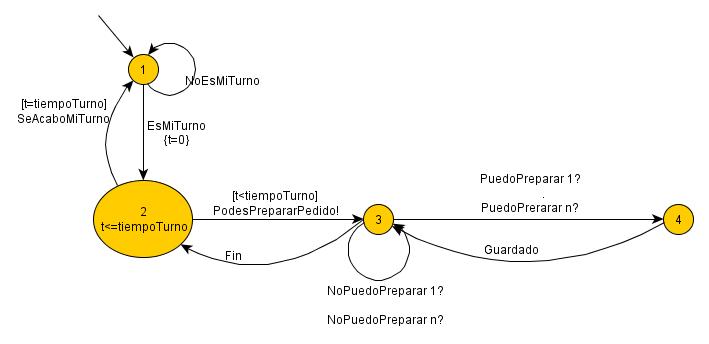 1
NoEsMiTurno
[t=tiempoTurno]
SeAcaboMiTurno
EsMiTurno
{t=0}
2
t<=tiempoTurno
[t<tiempoTurno]
PodesPrepararPedido!
3
PuedoPreparar 1?
.
PuedoPrerarar n?
4
Fin
Guardado
NoPuedoPreparar 1?
NoPuedoPreparar n?